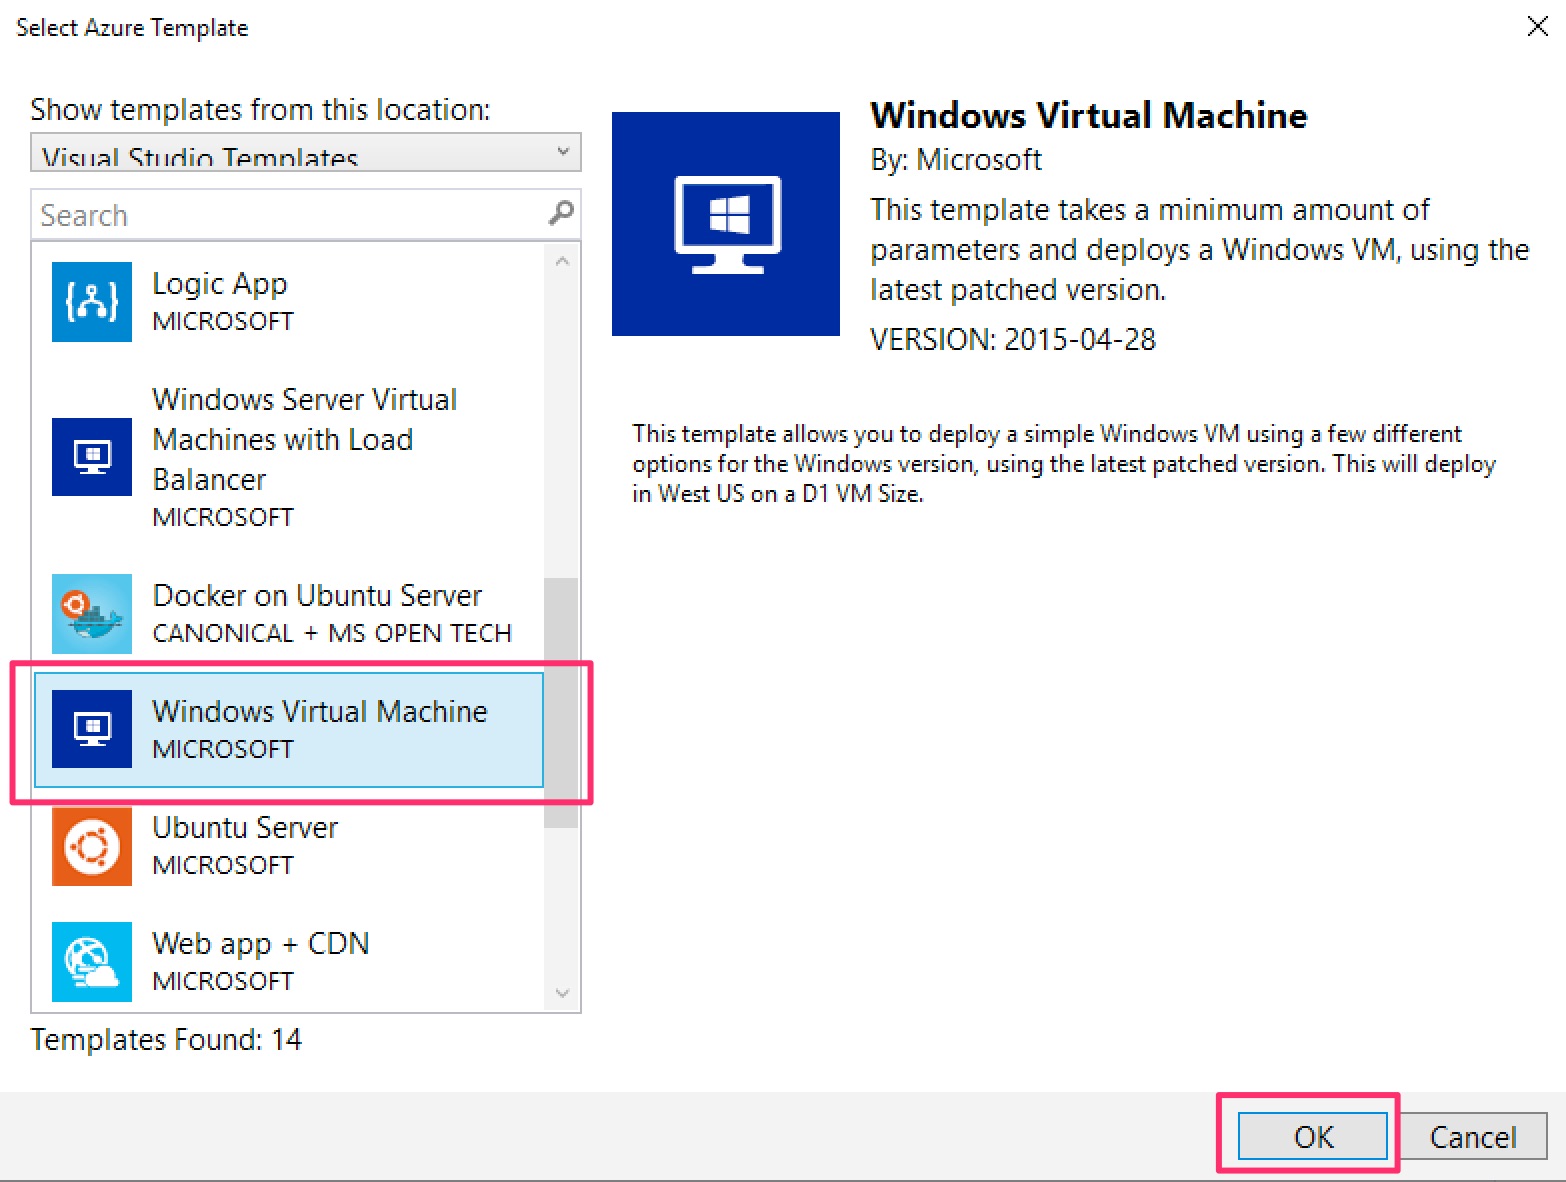 Select Azure Template
Show templates from this location:
Visual Studio Templates
Search
Logic App
MICROSOFT
Windows Server Virtual
Machines with Load
Balancer
MICROSOFT
Docker on Ubuntu Server
CANONICAL + MS OPEN TECH
Windows Virtual Machine
MICROSOFT
Ubuntu Server
MICROSOFT
Web app + CDN
MICROSOFT
Templates Found: 14
Windows Virtual Machine
By: Microsoft
This template takes a minimum amount of
parameters and deploys a Windows VM, using the
latest patched version.
VERSION: 2015-04-28
This template allows you to deploy a simple Windows VM using a few different
options for the Windows version, using the latest patched version. This will deploy
in West US on a D1 VM Size.
OK
Cancel